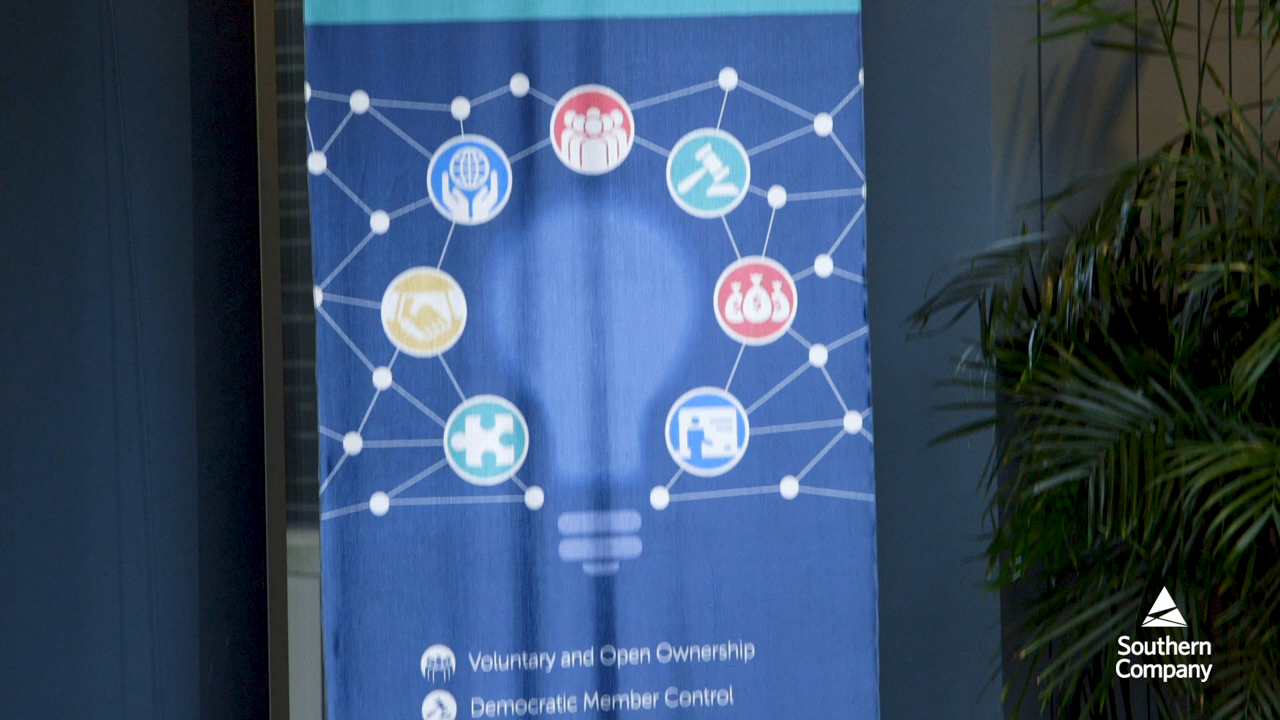 Voluntary and Open Ownership
Democratic Member Control
Southern
Company